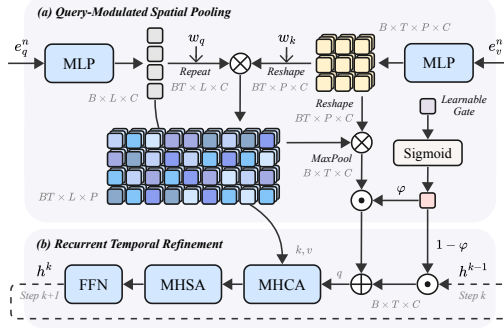 (a) Query-Modulated Spatial Pooling
e_q^n
MLP
w_q
w_k
B × T × P × C
MLP
e_v^n
Repeat
Reshape
B × L × C
BT × L × C
BT × P × C
Reshape
BT × P × C
Learnable
Gate
MaxPool
B × T × C
Sigmoid
BT × L × P
φ
(b) Recurrent Temporal Refinement
k, v
1 − φ
h^k
FFN
MHSA
MHCA
q
h^{k−1}
Step k+1
B × T × C
Step k